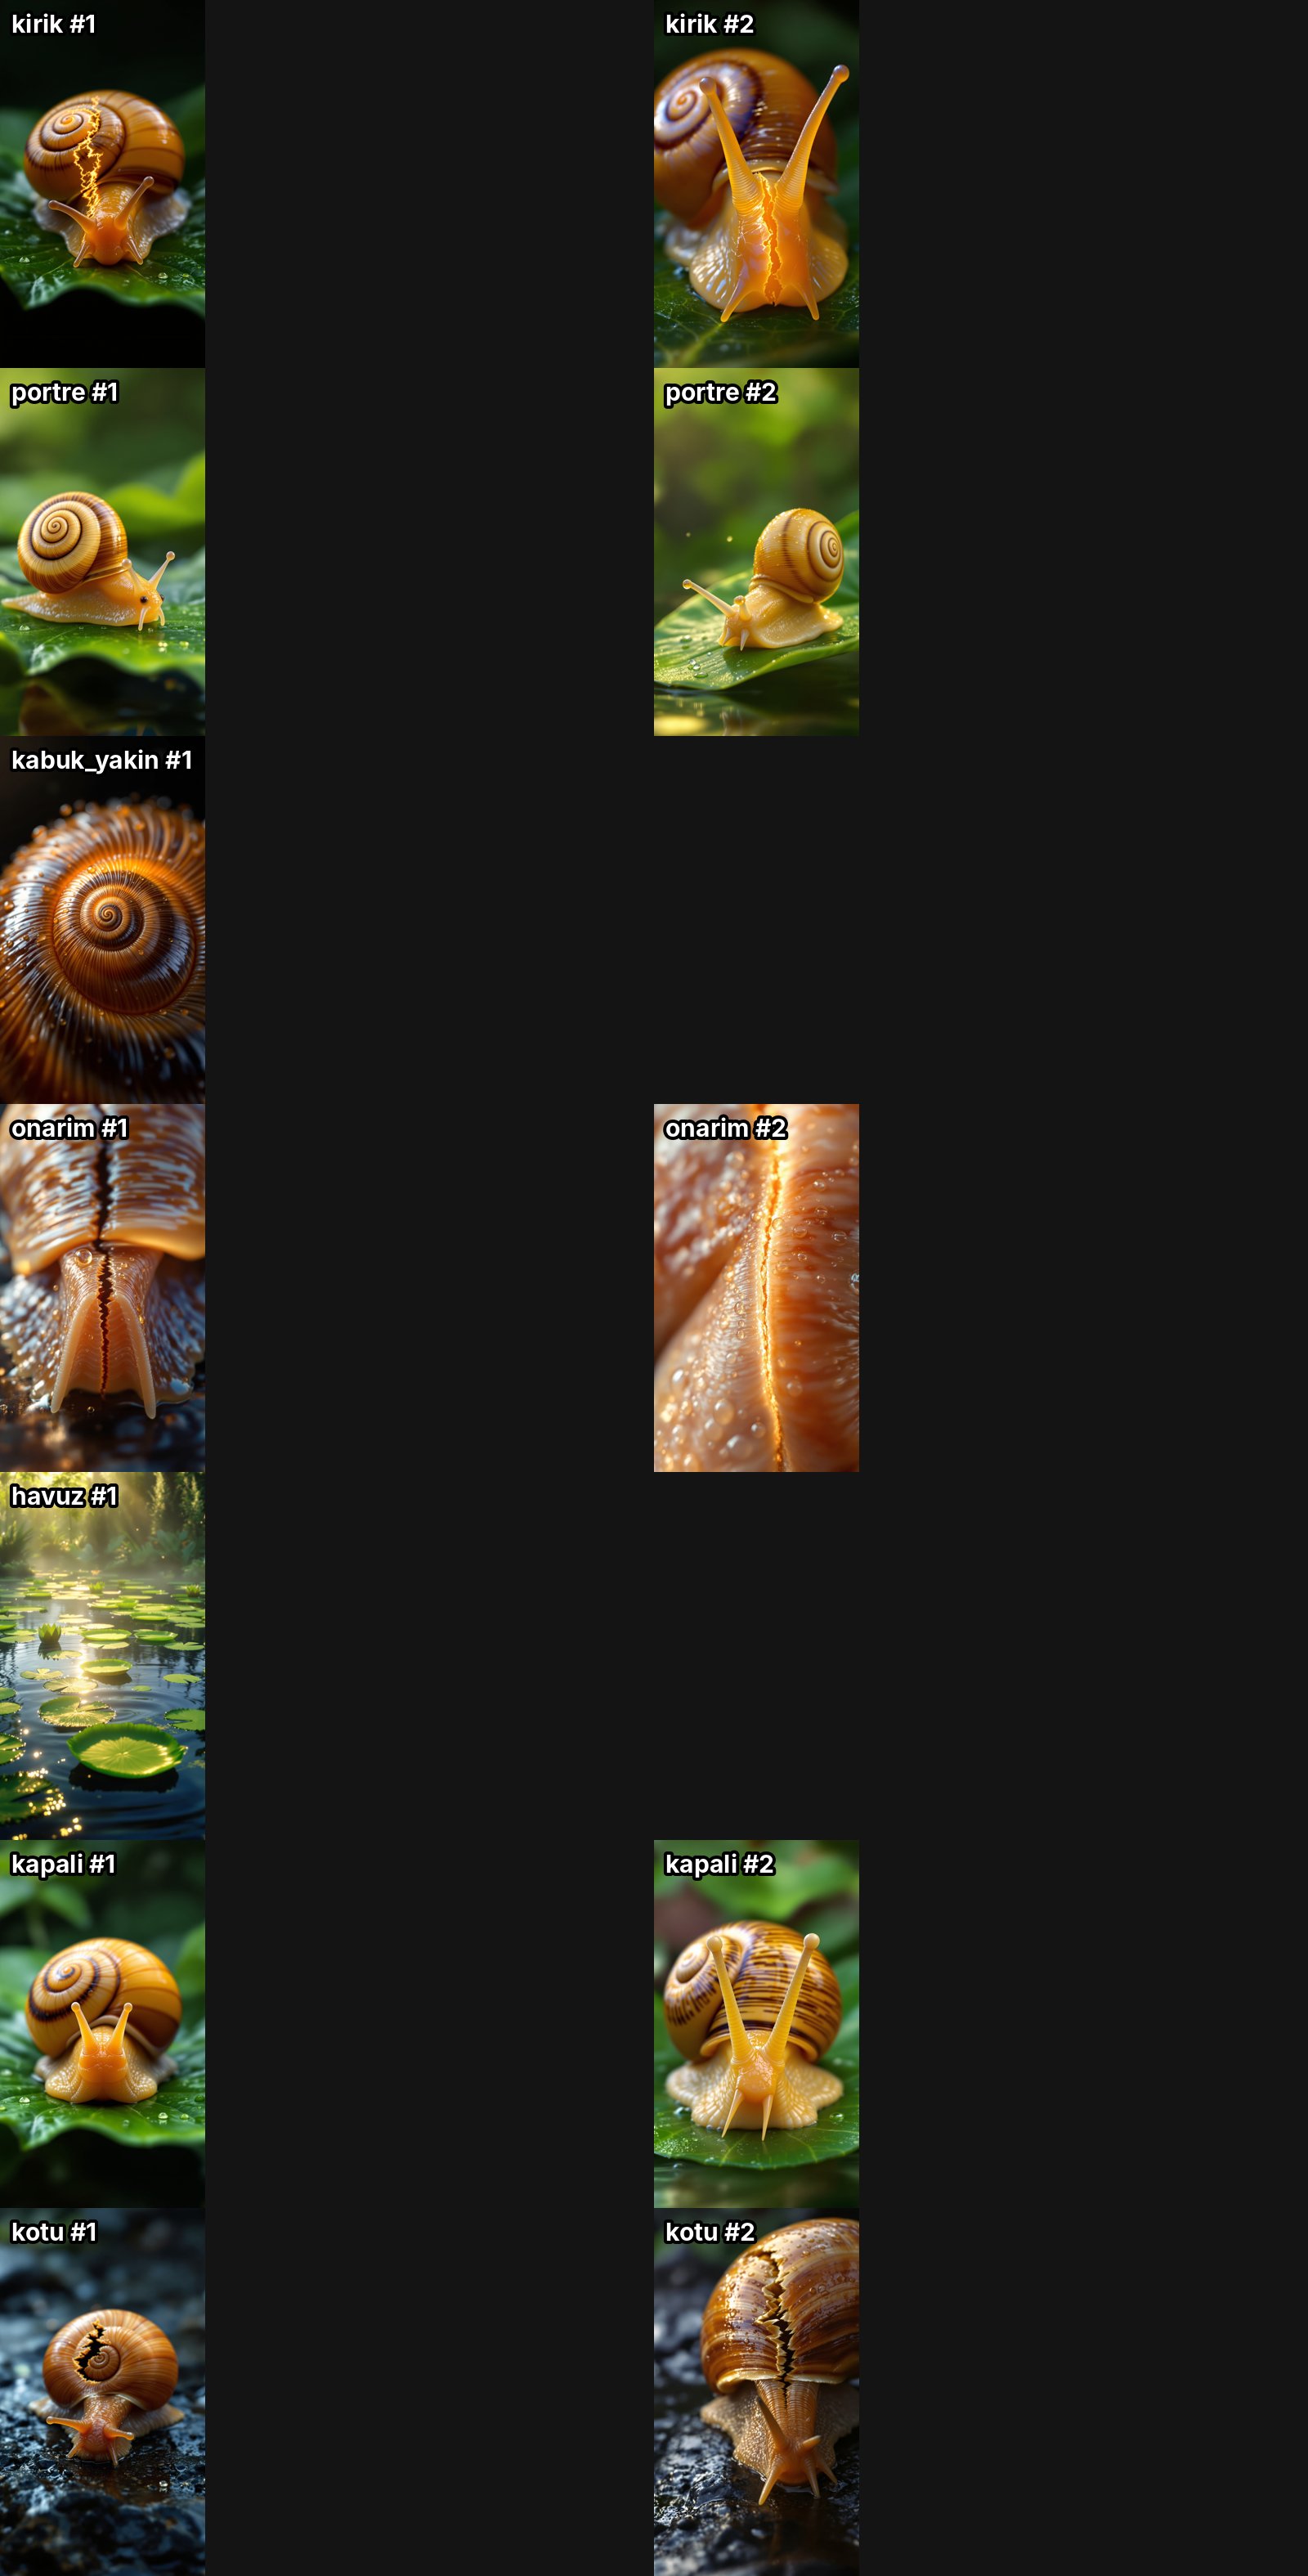 kirik #1
kirik #2
portre #1
portre #2
kabuk_yakin #1
onarim #1
onarim #2
havuz #1
kapali #1
kapali #2
kotu #1
kotu #2